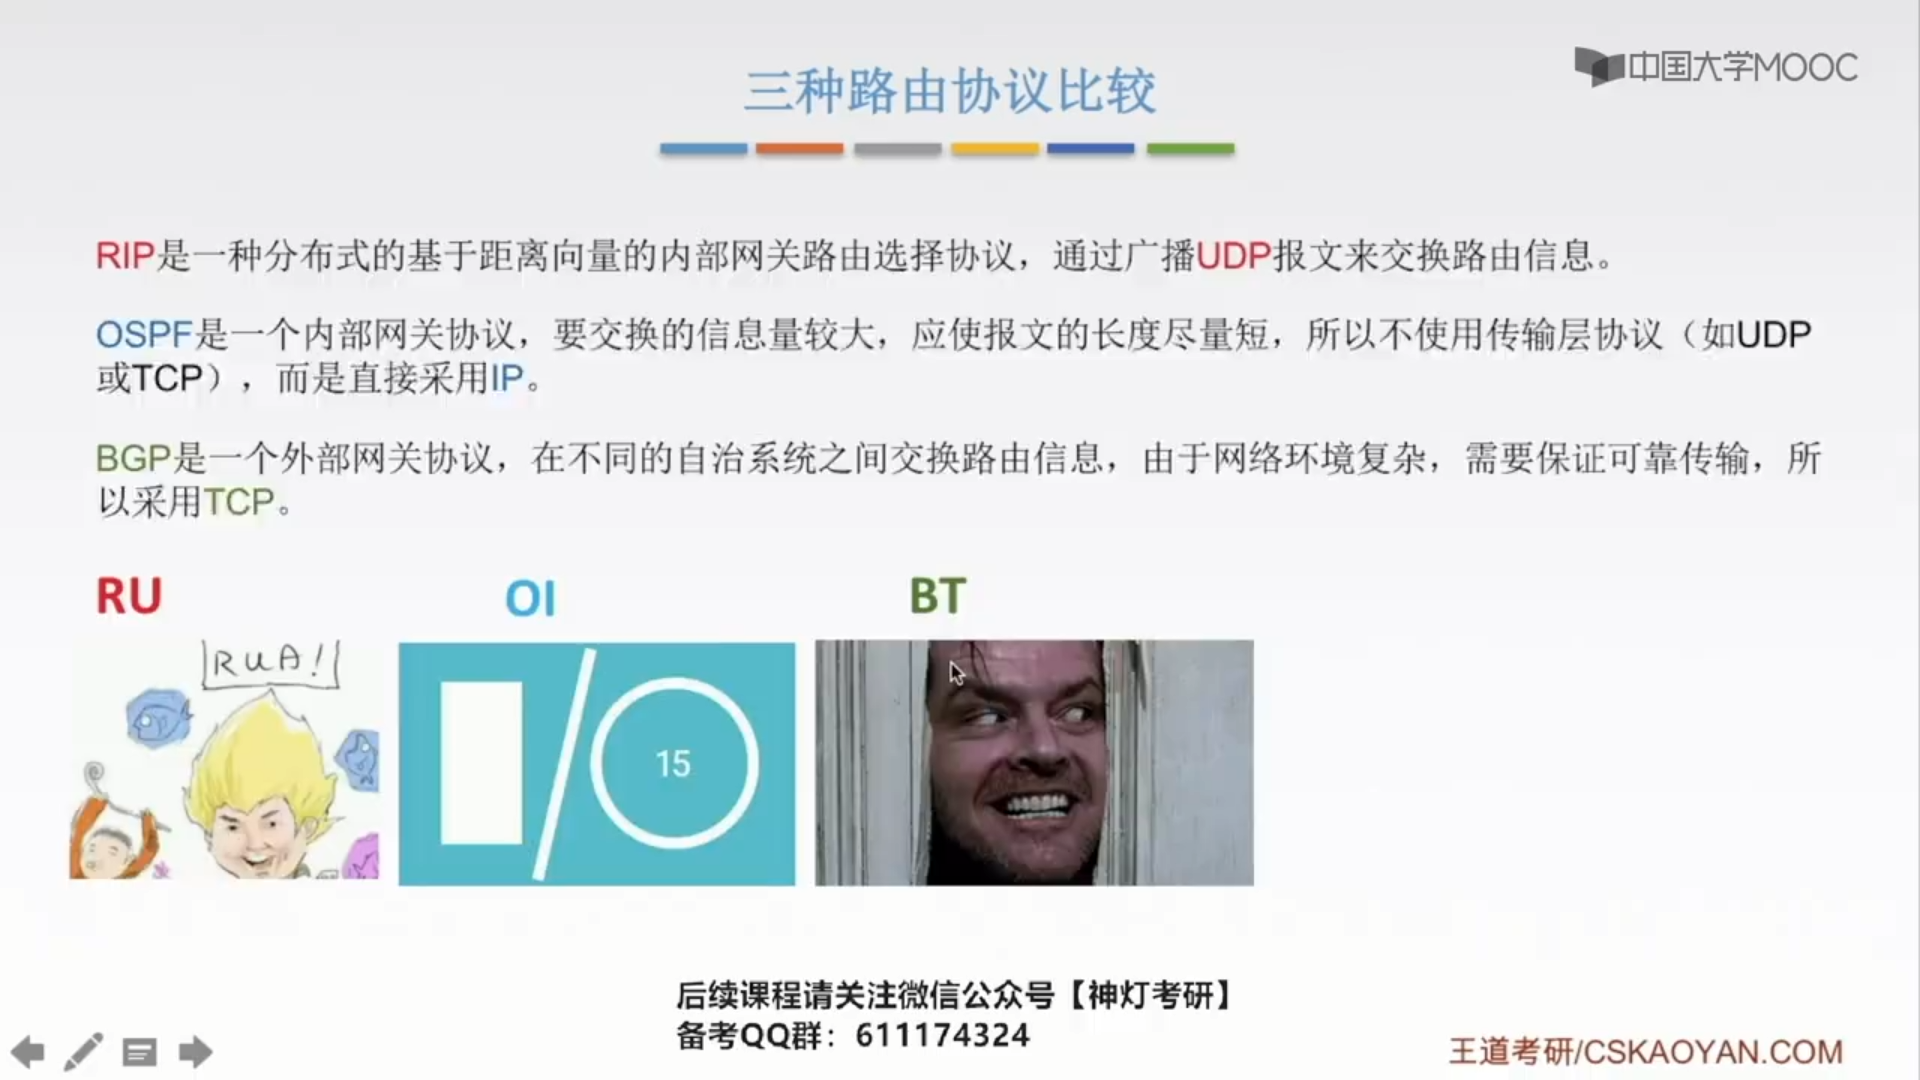 中国大学MOOC
三种路由协议比较
RIP是一种分布式的基于距离向量的内部网关路由选择协议，通过广播UDP报文来交换路由信息。
OSPF是一个内部网关协议，要交换的信息量较大，应使报文的长度尽量短，所以不使用传输层协议（如UDP
或TCP），而是直接采用IP。
BGP是一个外部网关协议，在不同的自治系统之间交换路由信息，由于网络环境复杂，需要保证可靠传输，所
以采用TCP。
RU
OI
BT
RUA!
15
后续课程请关注微信公众号【神灯考研】
备考QQ群：611174324
王道考研/CSKAOYAN.COM